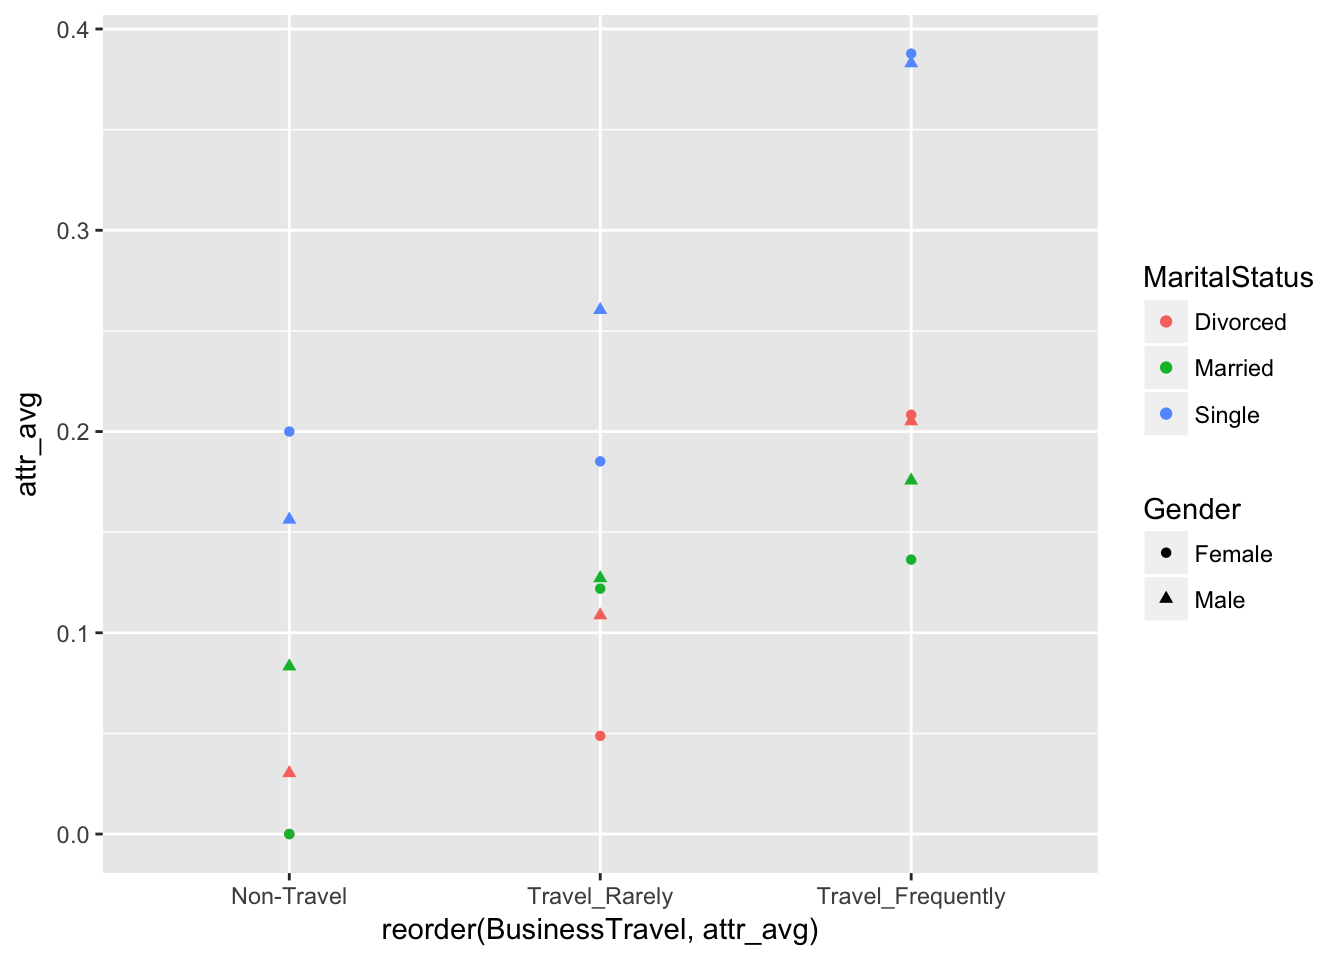 0.4
0.3
0.2
0.1
0.0
attr_avg
Non-Travel
Travel_Rarely
Travel_Frequently
reorder(BusinessTravel, attr_avg)
MaritalStatus
Divorced
Married
Single
Gender
Female
Male